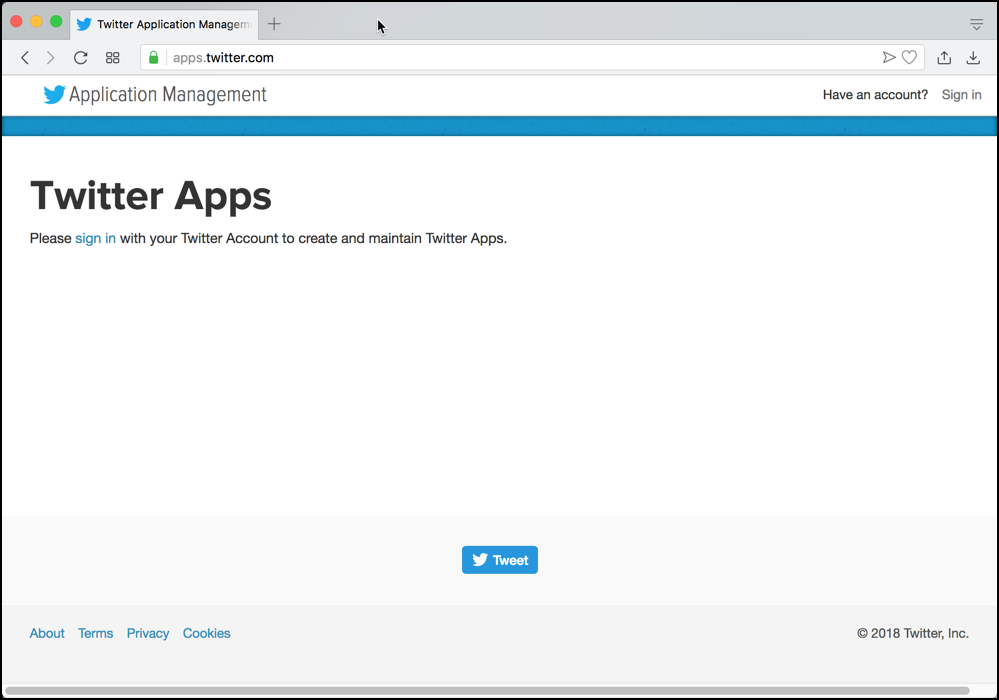 Twitter Application Managem
apps.twitter.com
Application Management
Have an account? Sign in
Twitter Apps
Please sign in with your Twitter Account to create and maintain Twitter Apps.
Tweet
About Terms Privacy Cookies
© 2018 Twitter, Inc.